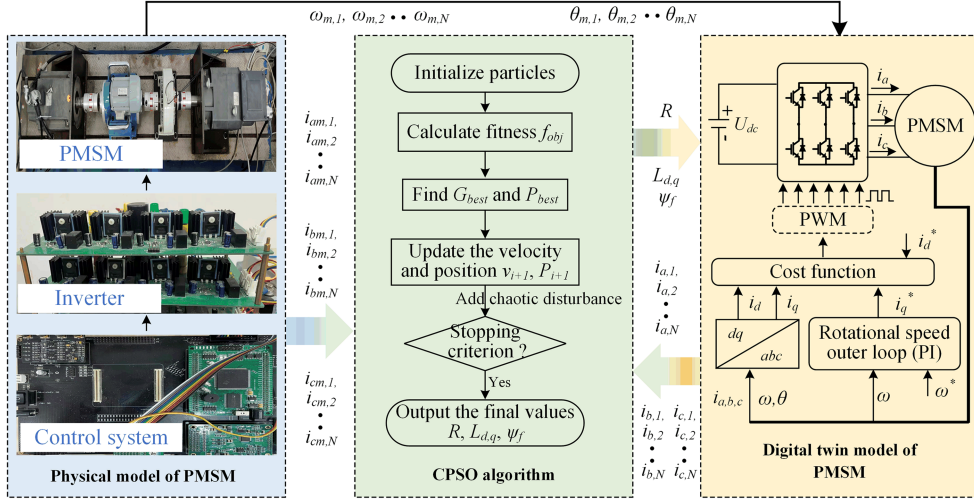 ω_{m,1}, ω_{m,2} •• ω_{m,N}
θ_{m,1}, θ_{m,2} •• θ_{m,N}
PMSM
Inverter
Control system
Physical model of PMSM
i_{am,1,}
i_{am,2}
i_{am,N}
i_{bm,1,}
i_{bm,2}
i_{bm,N}
i_{cm,1,}
i_{cm,2}
i_{cm,N}
Initialize particles
Calculate fitness f_{obj}
Find G_{best} and P_{best}
Update the velocity
and position v_{i+1}, P_{i+1}
Add chaotic disturbance
Stopping
criterion ?
Yes
Output the final values
R, L_{d,q}, ψ_f
CPSO algorithm
R
L_{d,q}
ψ_f
i_{a,1,}
i_{a,2}
i_{a,N}
i_{b,1,} i_{c,1,}
i_{b,2} i_{c,2}
i_{b,N} i_{c,N}
+
U_{dc}
-
i_a
i_b
i_c
PMSM
PWM
i_d^*
Cost function
i_d
i_q
i_q^*
dq
abc
Rotational speed
outer loop (PI)
i_{a,b,c}
ω,θ
ω
ω^*
Digital twin model of
PMSM